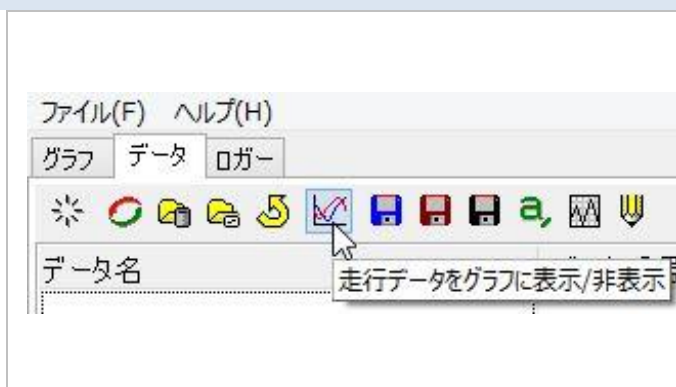 ファイル(F) ヘルプ(H)
グラフ データ ロガー
a,
データ名
走行データをグラフに表示/非表示